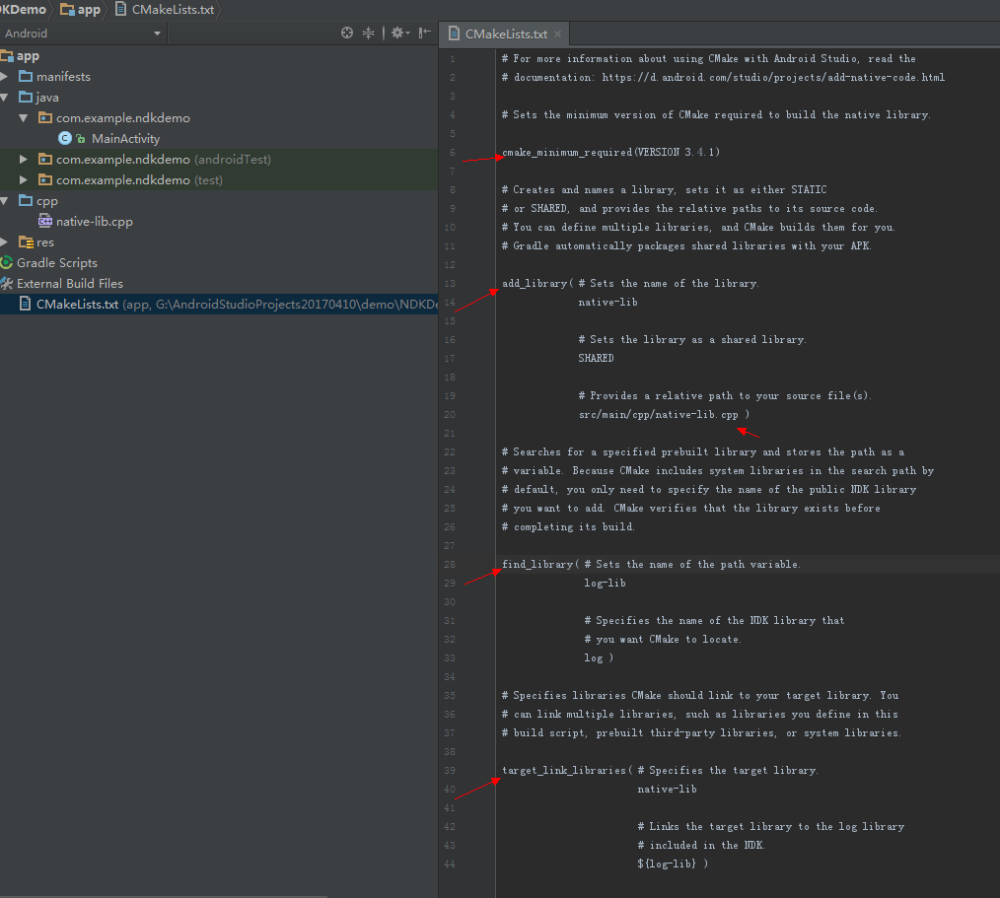 KDemo app CMakeLists.txt
Android
app
manifests
java
com.example.ndkdemo
MainActivity
com.example.ndkdemo (androidTest)
com.example.ndkdemo (test)
cpp
native-lib.cpp
res
Gradle Scripts
External Build Files
CMakeLists.txt (app, G:\AndroidStudioProjects20170410\demo\NDKDe
CMakeLists.txt
1 # For more information about using CMake with Android Studio, read the
2 # documentation: https://d.android.com/studio/projects/add-native-code.html
3
4 # Sets the minimum version of CMake required to build the native library.
5
6 cmake_minimum_required(VERSION 3.4.1)
7
8 # Creates and names a library, sets it as either STATIC
9 # or SHARED, and provides the relative paths to its source code.
10 # You can define multiple libraries, and CMake builds them for you.
11 # Gradle automatically packages shared libraries with your APK.
12
13 add_library( # Sets the name of the library.
14 native-lib
15
16 # Sets the library as a shared library.
17 SHARED
18
19 # Provides a relative path to your source file(s).
20 src/main/cpp/native-lib.cpp )
21
22 # Searches for a specified prebuilt library and stores the path as a
23 # variable. Because CMake includes system libraries in the search path by
24 # default, you only need to specify the name of the public NDK library
25 # you want to add. CMake verifies that the library exists before
26 # completing its build.
27
28 find_library( # Sets the name of the path variable.
29 log-lib
30
31 # Specifies the name of the NDK library that
32 # you want CMake to locate.
33 log )
34
35 # Specifies libraries CMake should link to your target library. You
36 # can link multiple libraries, such as libraries you define in this
37 # build script, prebuilt third-party libraries, or system libraries.
38
39 target_link_libraries( # Specifies the target library.
40 native-lib
41
42 # Links the target library to the log library
43 # included in the NDK.
44 ${log-lib} )